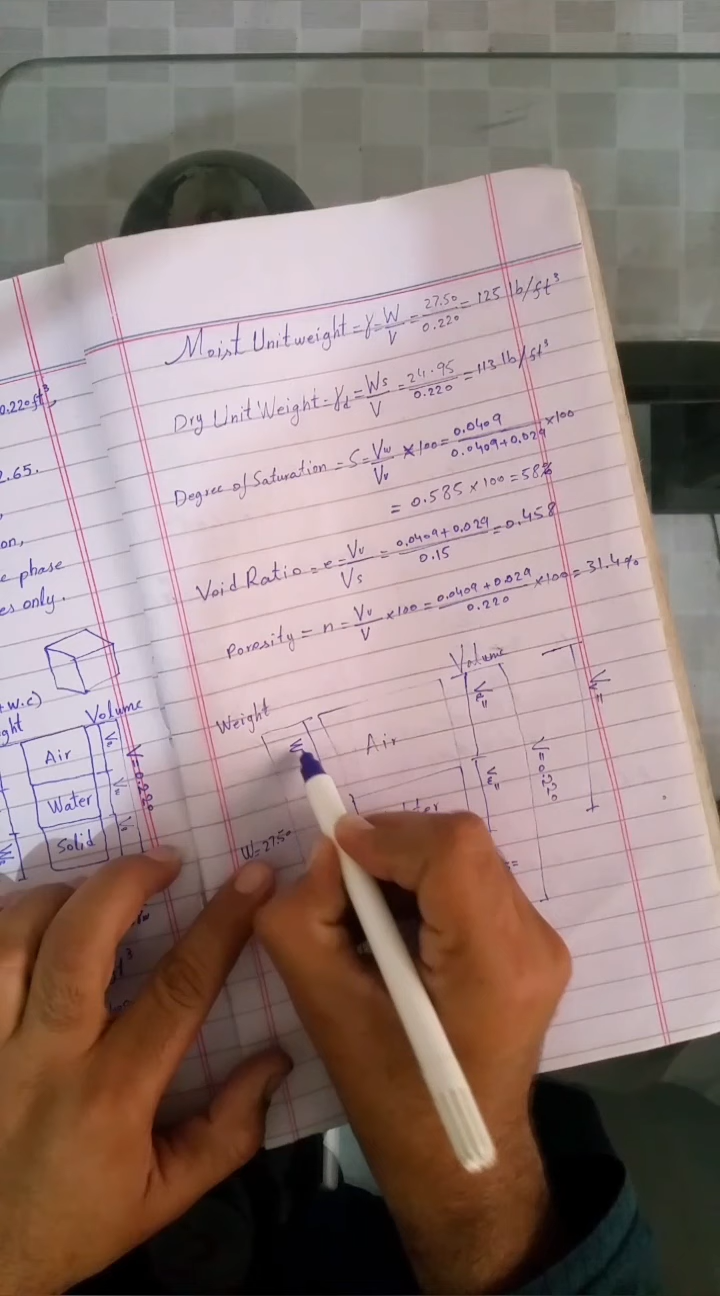 0.220ft³,
2.65.
on,
e phase
es only.
+W.c)
ght Volume
Air
Water
Solid
V=0.220
Moist Unit weight = γ = W/V = 27.50/0.220 = 125 lb/ft³
Dry Unit Weight = γd = Ws/V = 24.95/0.220 = 113 lb/ft³
Degree of Saturation = S = Vw/Vv × 100 = 0.0409/0.0409+0.029 × 100
= 0.585 × 100 = 58%
Void Ratio = e = Vv/Vs = 0.0409+0.029/0.15 = 0.458
Porosity = n = Vv/V × 100 = 0.0409+0.029/0.220 × 100 = 31.4%
Weight Volume
Air
V=0.220
W=27.50